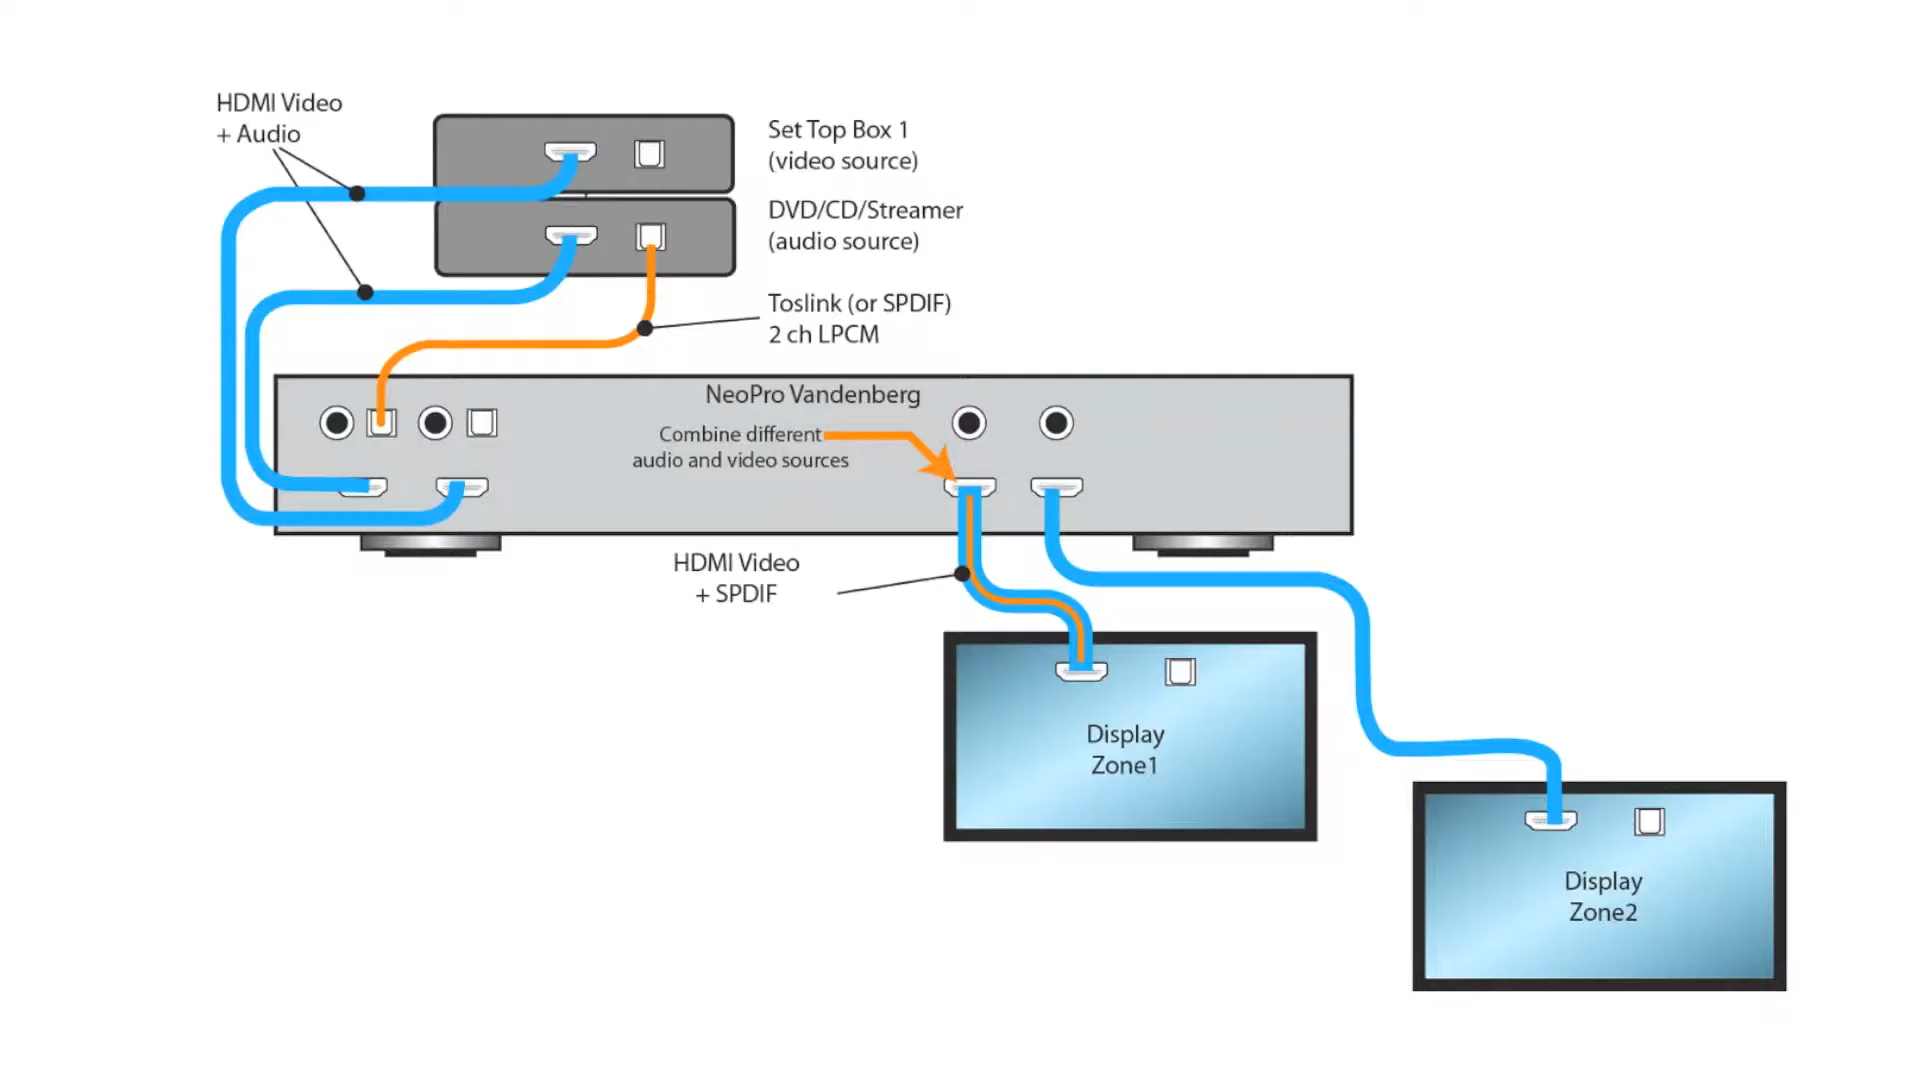 HDMI Video
+ Audio
Set Top Box 1
(video source)
DVD/CD/Streamer
(audio source)
Toslink (or SPDIF)
2 ch LPCM
NeoPro Vandenberg
Combine different
audio and video sources
HDMI Video
+ SPDIF
Display
Zone1
Display
Zone2